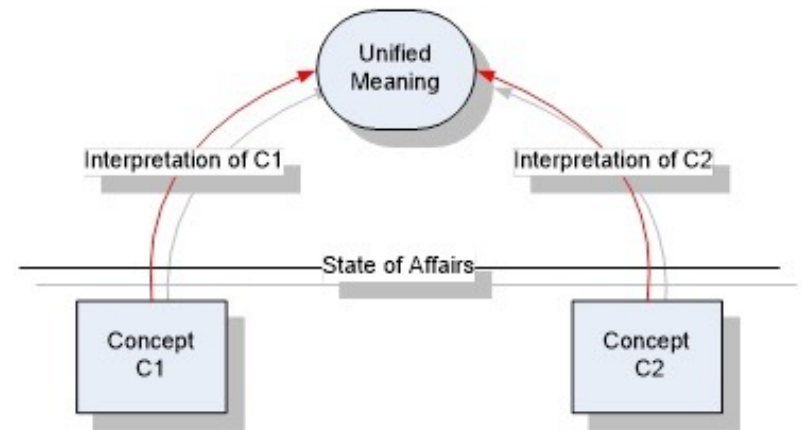 Unified
Meaning
Interpretation of C1
Interpretation of C2
State of Affairs
Concept
C1
Concept
C2